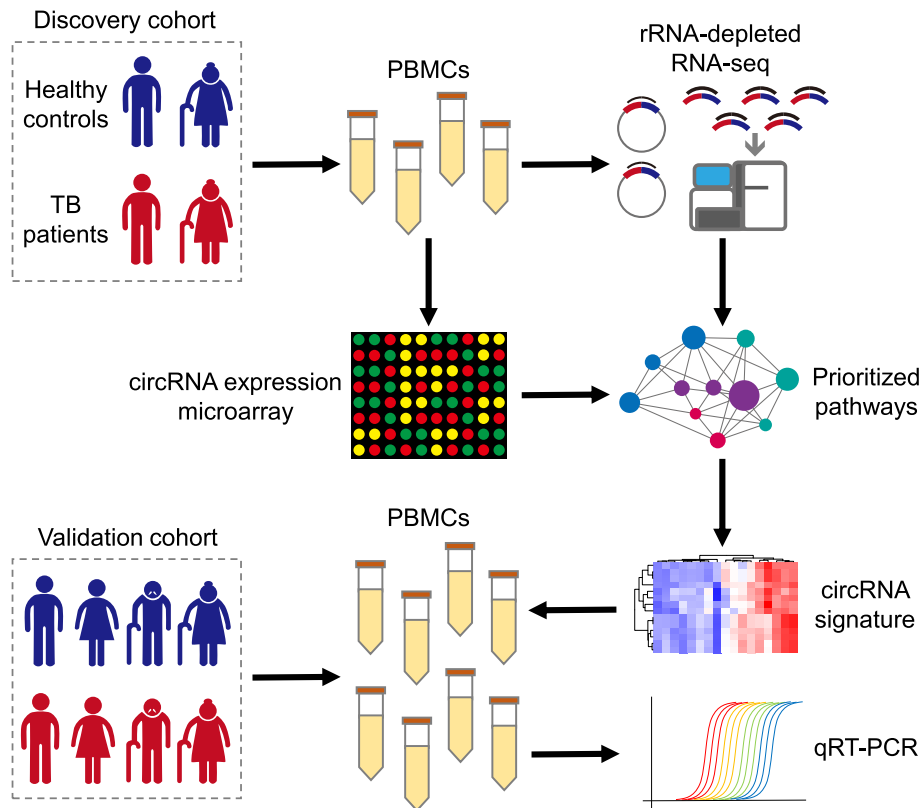 Discovery cohort
Healthy
controls
TB
patients
PBMCs
rRNA-depleted
RNA-seq
circRNA expression
microarray
Prioritized
pathways
Validation cohort
PBMCs
circRNA
signature
qRT-PCR